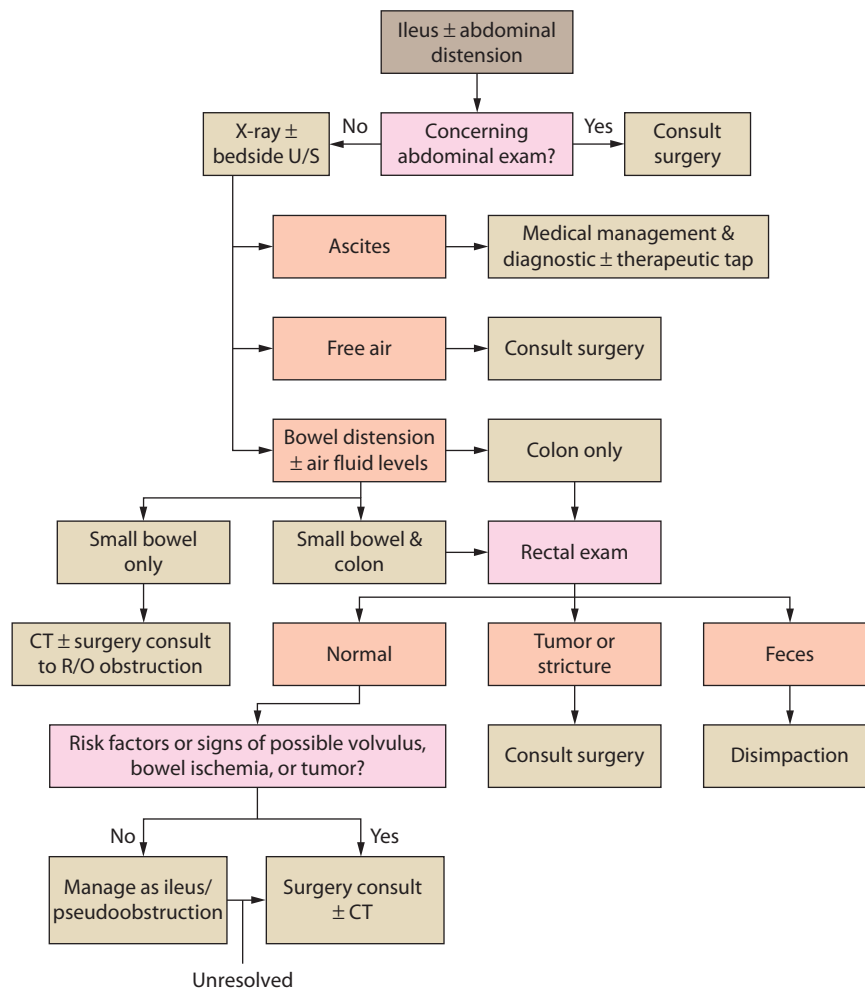 Ileus ± abdominal
distension
X-ray ±
bedside U/S
No
Concerning
abdominal exam?
Yes
Consult
surgery
Ascites
Medical management &
diagnostic ± therapeutic tap
Free air
Consult surgery
Bowel distension
± air fluid levels
Colon only
Small bowel
only
Small bowel &
colon
Rectal exam
CT ± surgery consult
to R/O obstruction
Normal
Tumor or
stricture
Feces
Risk factors or signs of possible volvulus,
bowel ischemia, or tumor?
Consult surgery
Disimpaction
No
Yes
Manage as ileus/
pseudoobstruction
Surgery consult
± CT
Unresolved